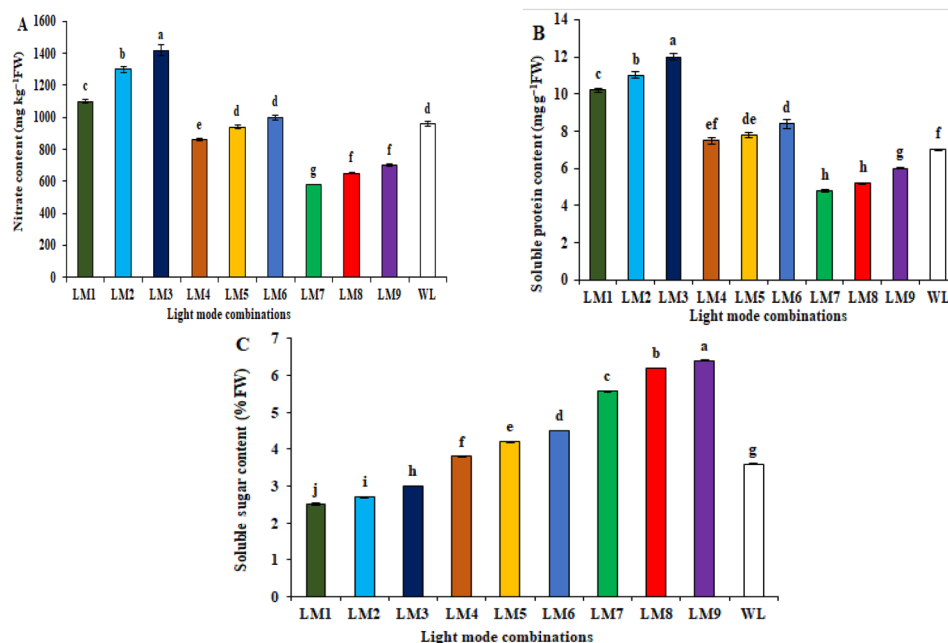 A
Nitrate content (mg kg⁻¹FW)
1600
1400
1200
1000
800
600
400
200
0
c b a e d d g f f d
LM1 LM2 LM3 LM4 LM5 LM6 LM7 LM8 LM9 WL
Light mode combinations
B
Soluble protein content (mg g⁻¹FW)
14
12
10
8
6
4
2
0
c b a ef de d h h g f
LM1 LM2 LM3 LM4 LM5 LM6 LM7 LM8 LM9 WL
Light mode combinations
C
Soluble sugar content (% FW)
7
6
5
4
3
2
1
0
j i h f e d c b a g
LM1 LM2 LM3 LM4 LM5 LM6 LM7 LM8 LM9 WL
Light mode combinations